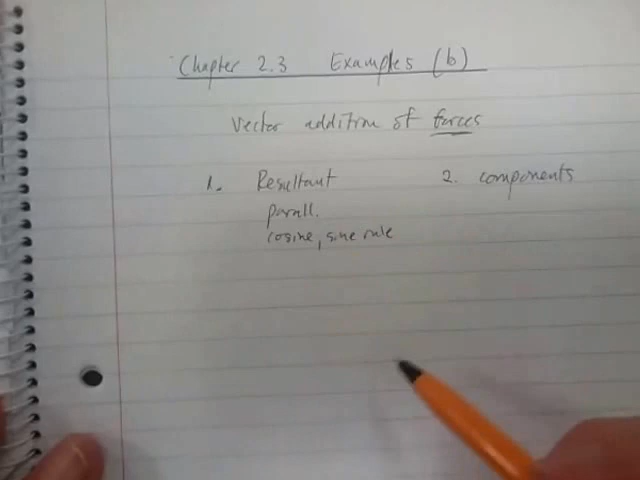 Chapter 2.3 Examples (b)
Vector addition of forces
1. Resultant 2. components
parall.
cosine, sine rule